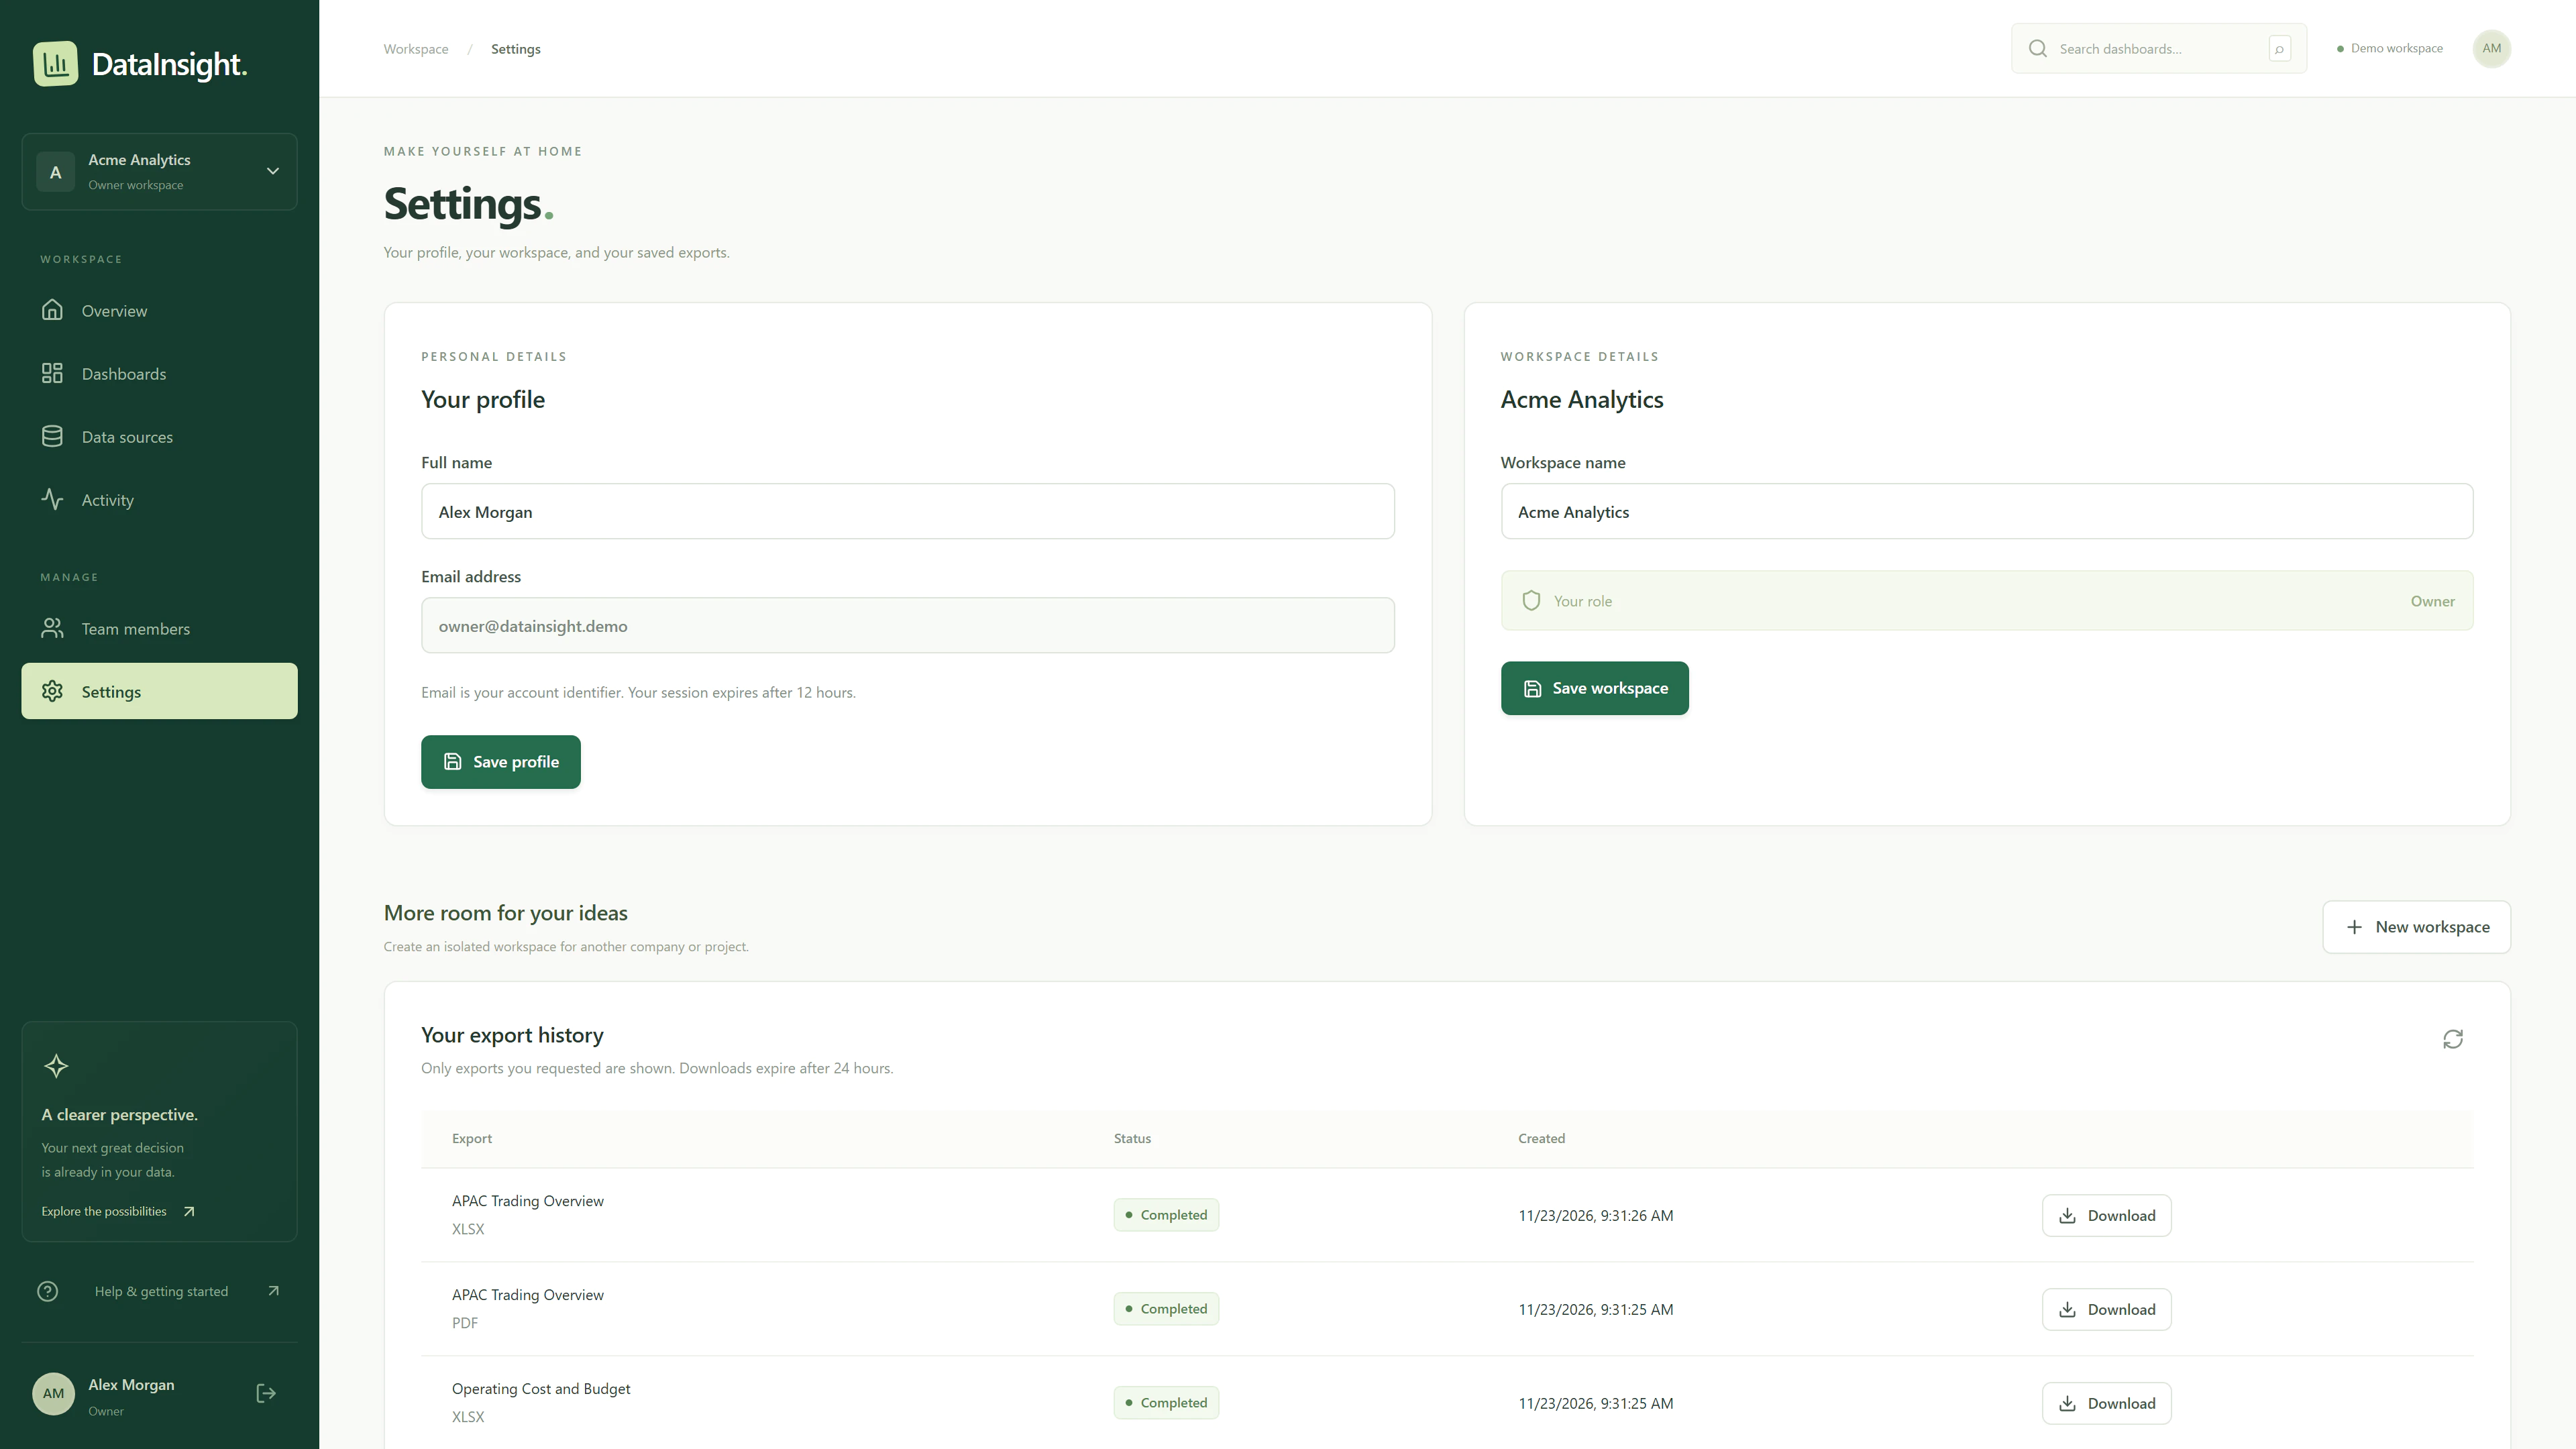 DataInsight.
A
Acme Analytics
Owner workspace
WORKSPACE
Overview
Dashboards
Data sources
Activity
MANAGE
Team members
Settings
A clearer perspective.
Your next great decision
is already in your data.
Explore the possibilities
Help & getting started
AM
Alex Morgan
Owner
Workspace / Settings
Search dashboards...
Demo workspace
AM
MAKE YOURSELF AT HOME
Settings.
Your profile, your workspace, and your saved exports.
PERSONAL DETAILS
Your profile
Full name
Alex Morgan
Email address
owner@datainsight.demo
Email is your account identifier. Your session expires after 12 hours.
Save profile
WORKSPACE DETAILS
Acme Analytics
Workspace name
Acme Analytics
Your role Owner
Save workspace
More room for your ideas
Create an isolated workspace for another company or project.
New workspace
Your export history
Only exports you requested are shown. Downloads expire after 24 hours.
Export Status Created
APAC Trading Overview
XLSX
Completed
11/23/2026, 9:31:26 AM
Download
APAC Trading Overview
PDF
Completed
11/23/2026, 9:31:25 AM
Download
Operating Cost and Budget
XLSX
Completed
11/23/2026, 9:31:25 AM
Download